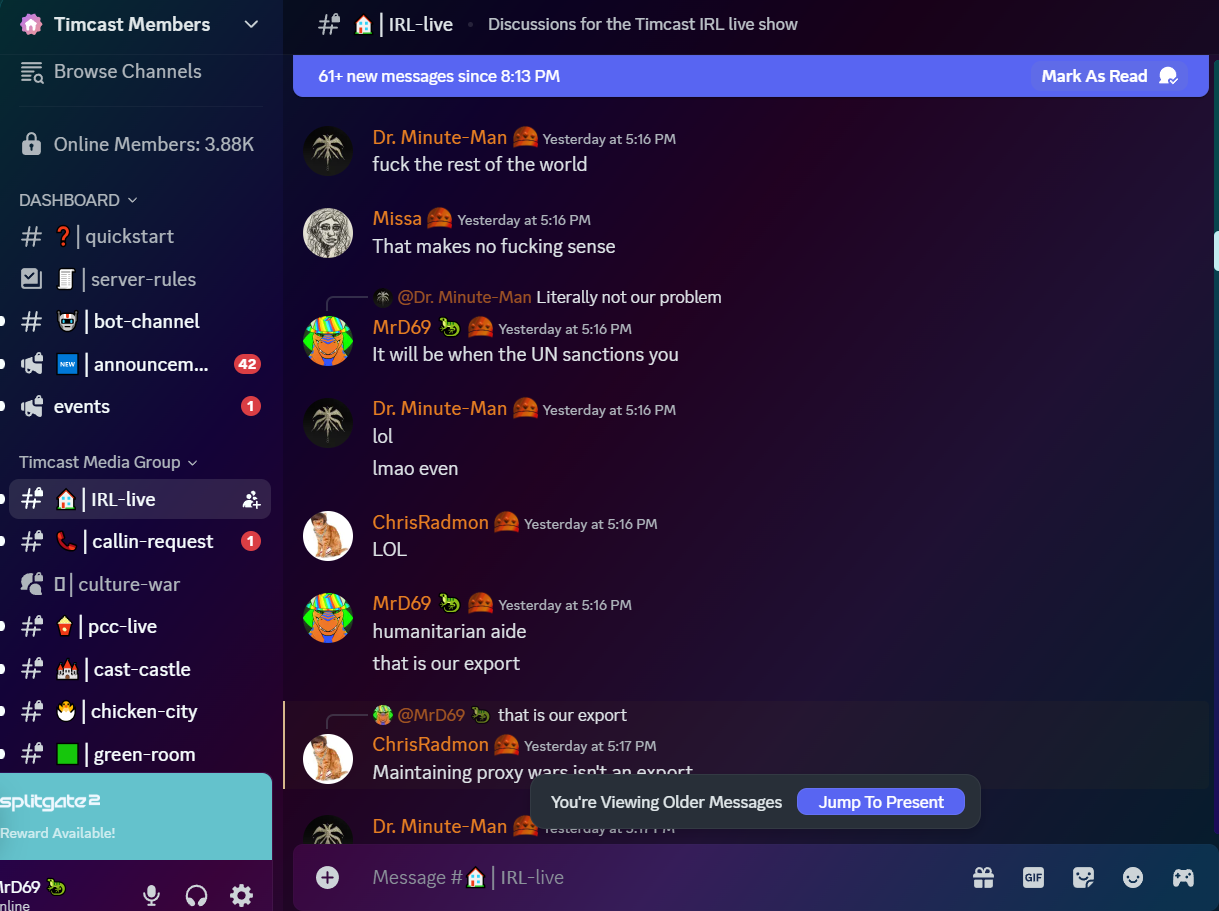 Timcast Members
Browse Channels
Online Members: 3.88K
DASHBOARD
❓ | quickstart
| server-rules
| bot-channel
NEW | announcem... 42
events 1
Timcast Media Group
| IRL-live
| callin-request 1
| culture-war
| pcc-live
| cast-castle
| chicken-city
| green-room
splitgate 2
Reward Available!
MrD69
nline
| IRL-live • Discussions for the Timcast IRL live show
61+ new messages since 8:13 PM Mark As Read
Dr. Minute-Man Yesterday at 5:16 PM
fuck the rest of the world
Missa Yesterday at 5:16 PM
That makes no fucking sense
@Dr. Minute-Man Literally not our problem
MrD69 Yesterday at 5:16 PM
It will be when the UN sanctions you
Dr. Minute-Man Yesterday at 5:16 PM
lol
lmao even
ChrisRadmon Yesterday at 5:16 PM
LOL
MrD69 Yesterday at 5:16 PM
humanitarian aide
that is our export
@MrD69 that is our export
ChrisRadmon Yesterday at 5:17 PM
Maintaining proxy wars isn't an export
You're Viewing Older Messages Jump To Present
Dr. Minute-Man Yesterday at 5:17 PM
Message # | IRL-live
GIF